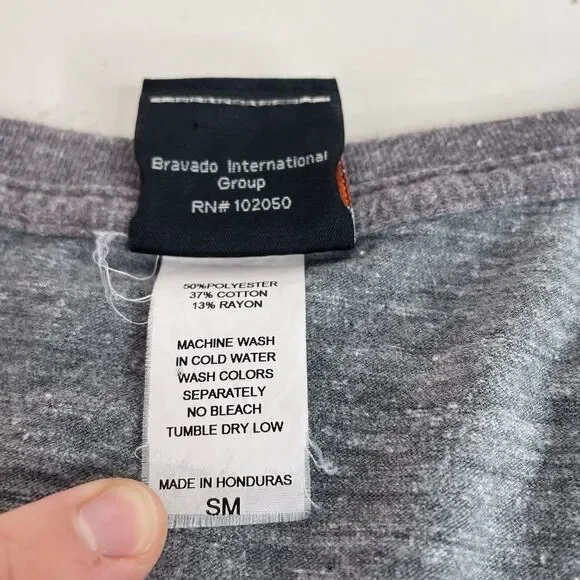 Bravado International
Group
RN# 102050
50%POLYESTER
37% COTTON
13% RAYON
MACHINE WASH
IN COLD WATER
WASH COLORS
SEPARATELY
NO BLEACH
TUMBLE DRY LOW
MADE IN HONDURAS
SM